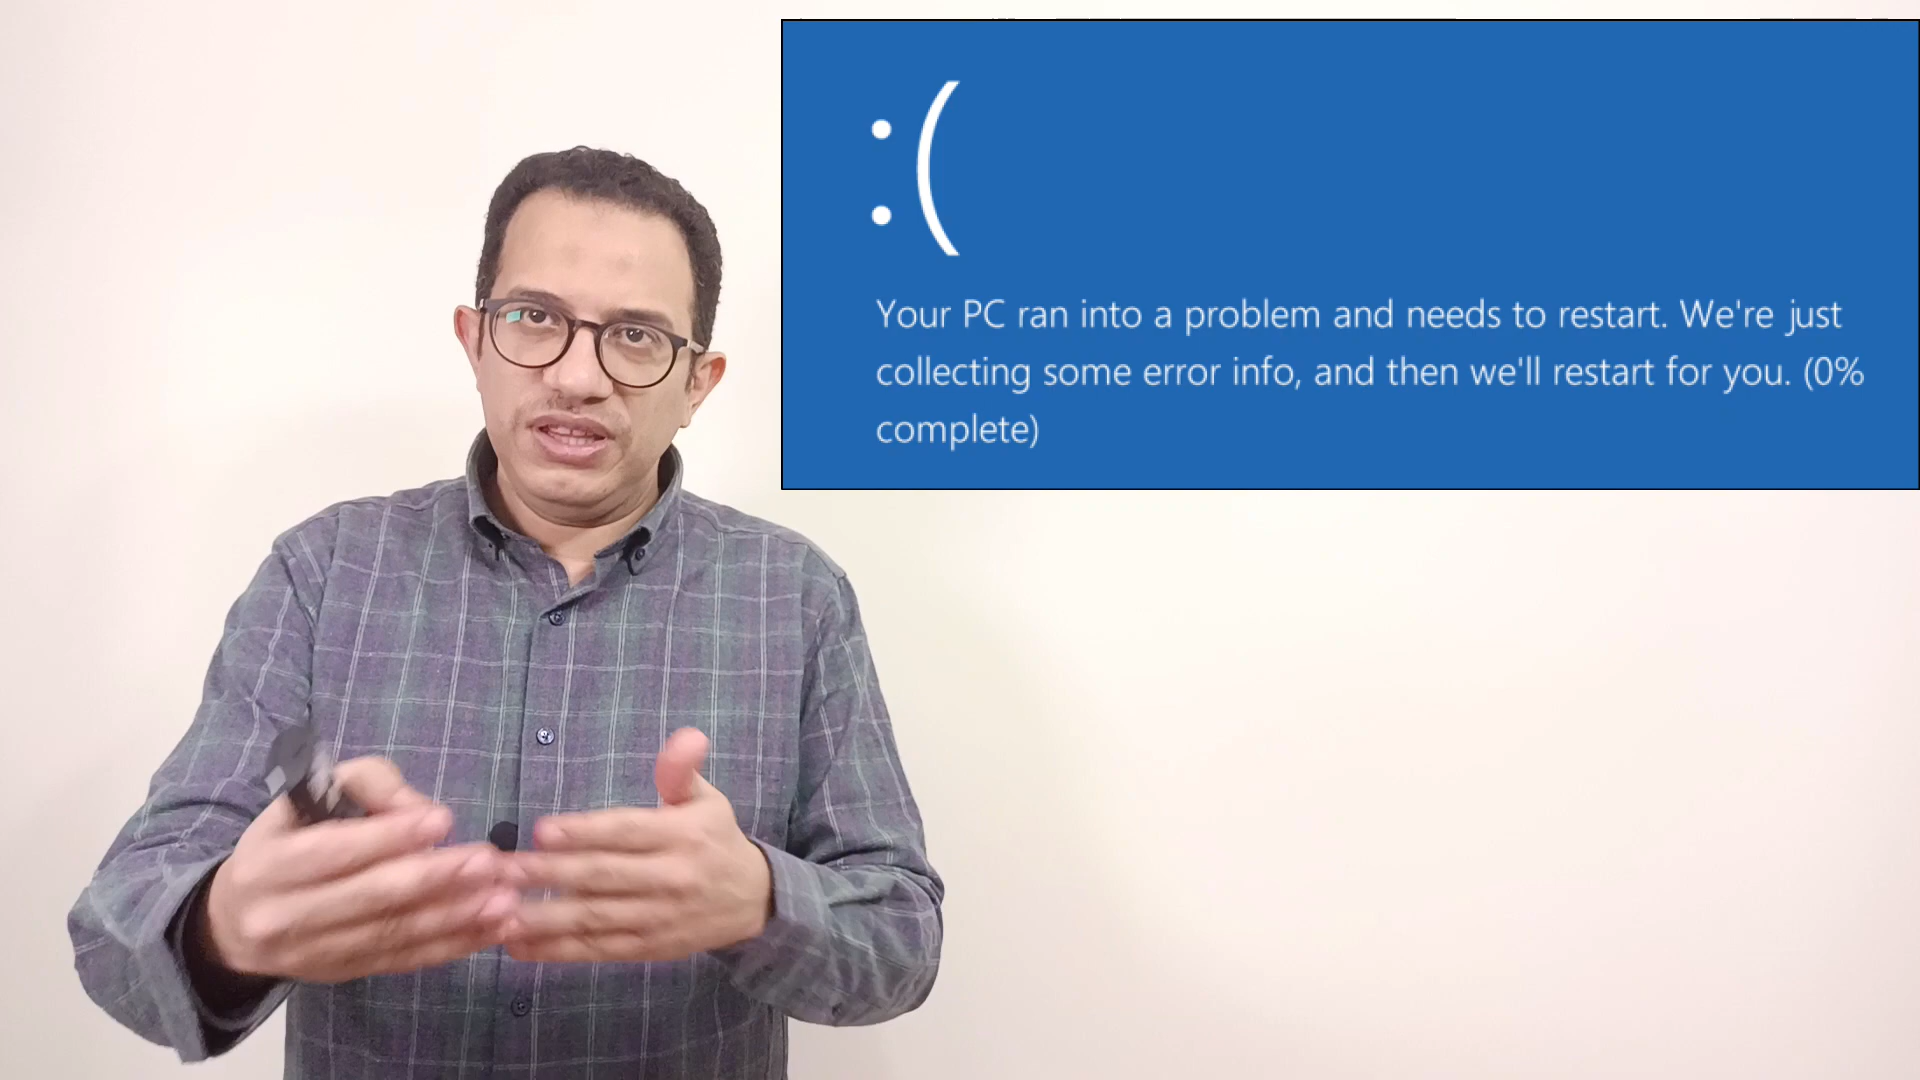 :(
Your PC ran into a problem and needs to restart. We're just
collecting some error info, and then we'll restart for you. (0%
complete)